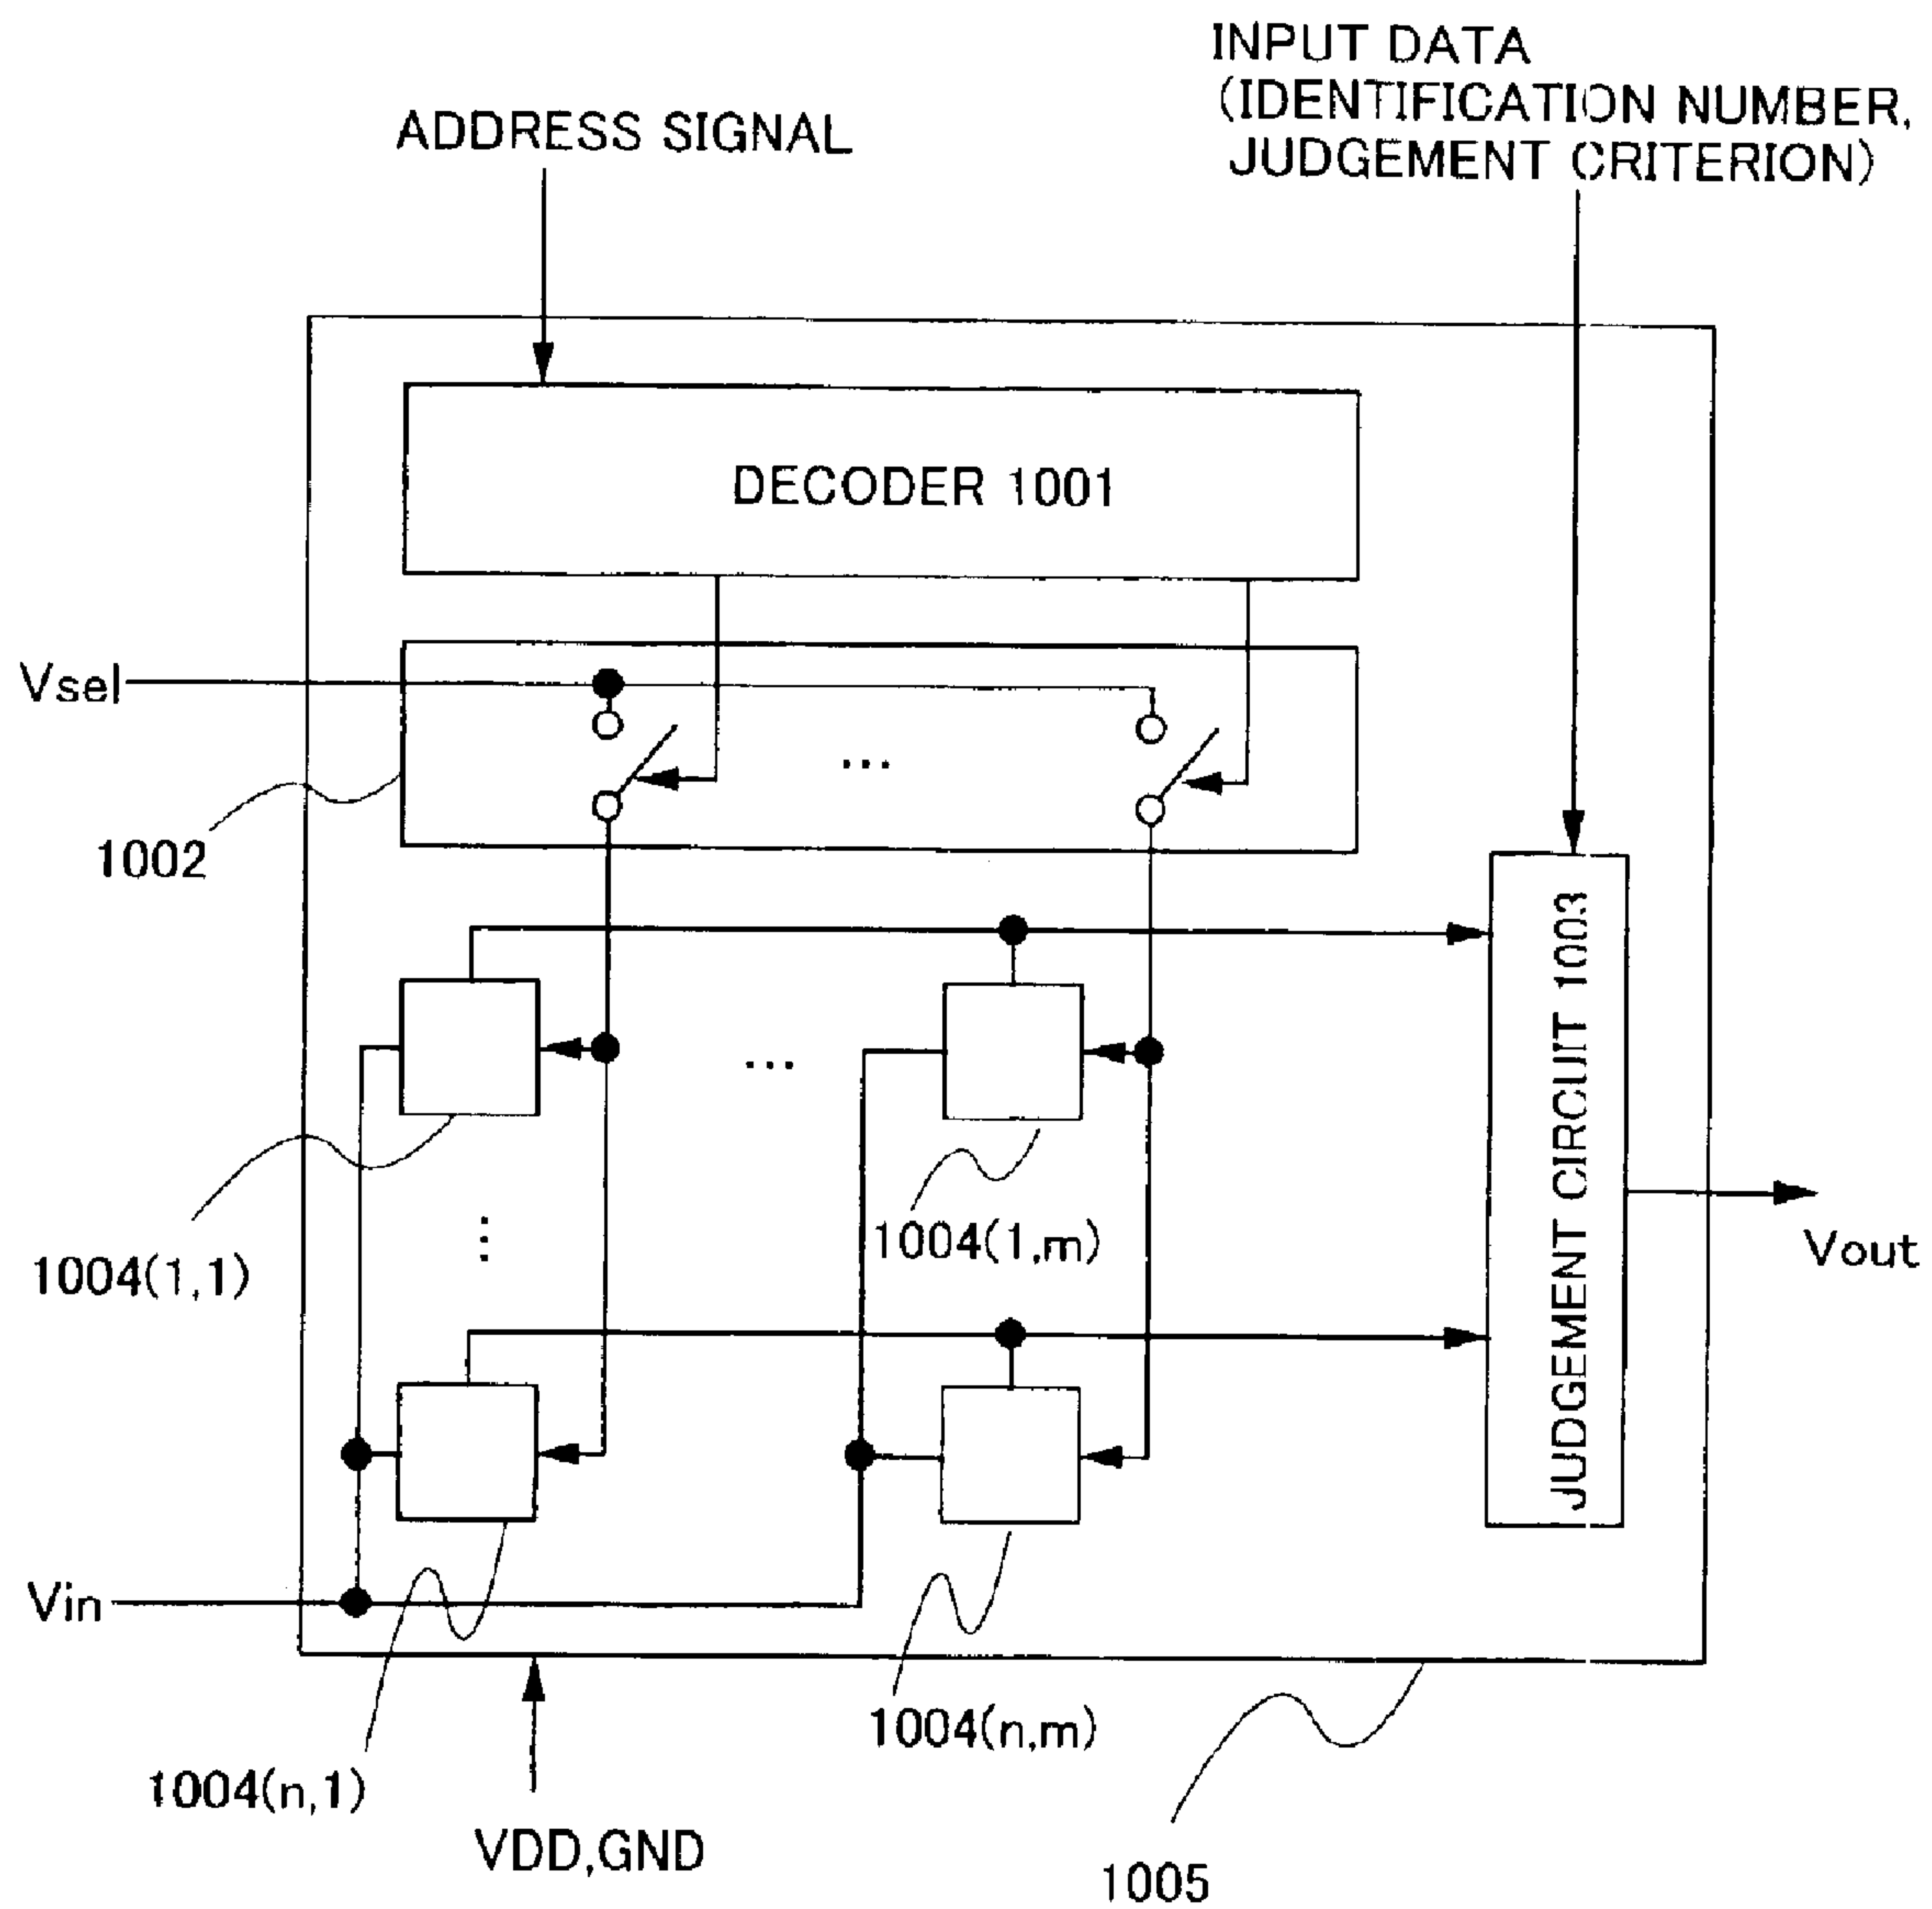 INPUT DATA
(IDENTIFICATION NUMBER,
JUDGEMENT CRITERION)
ADDRESS SIGNAL
DECODER 1001
Vsel
...
1002
JUDGEMENT CIRCUIT 1003
...
1004(1,m)
1004(1,1)
Vout
Vin
1004(n,m)
1004(n,1)
VDD,GND
1005